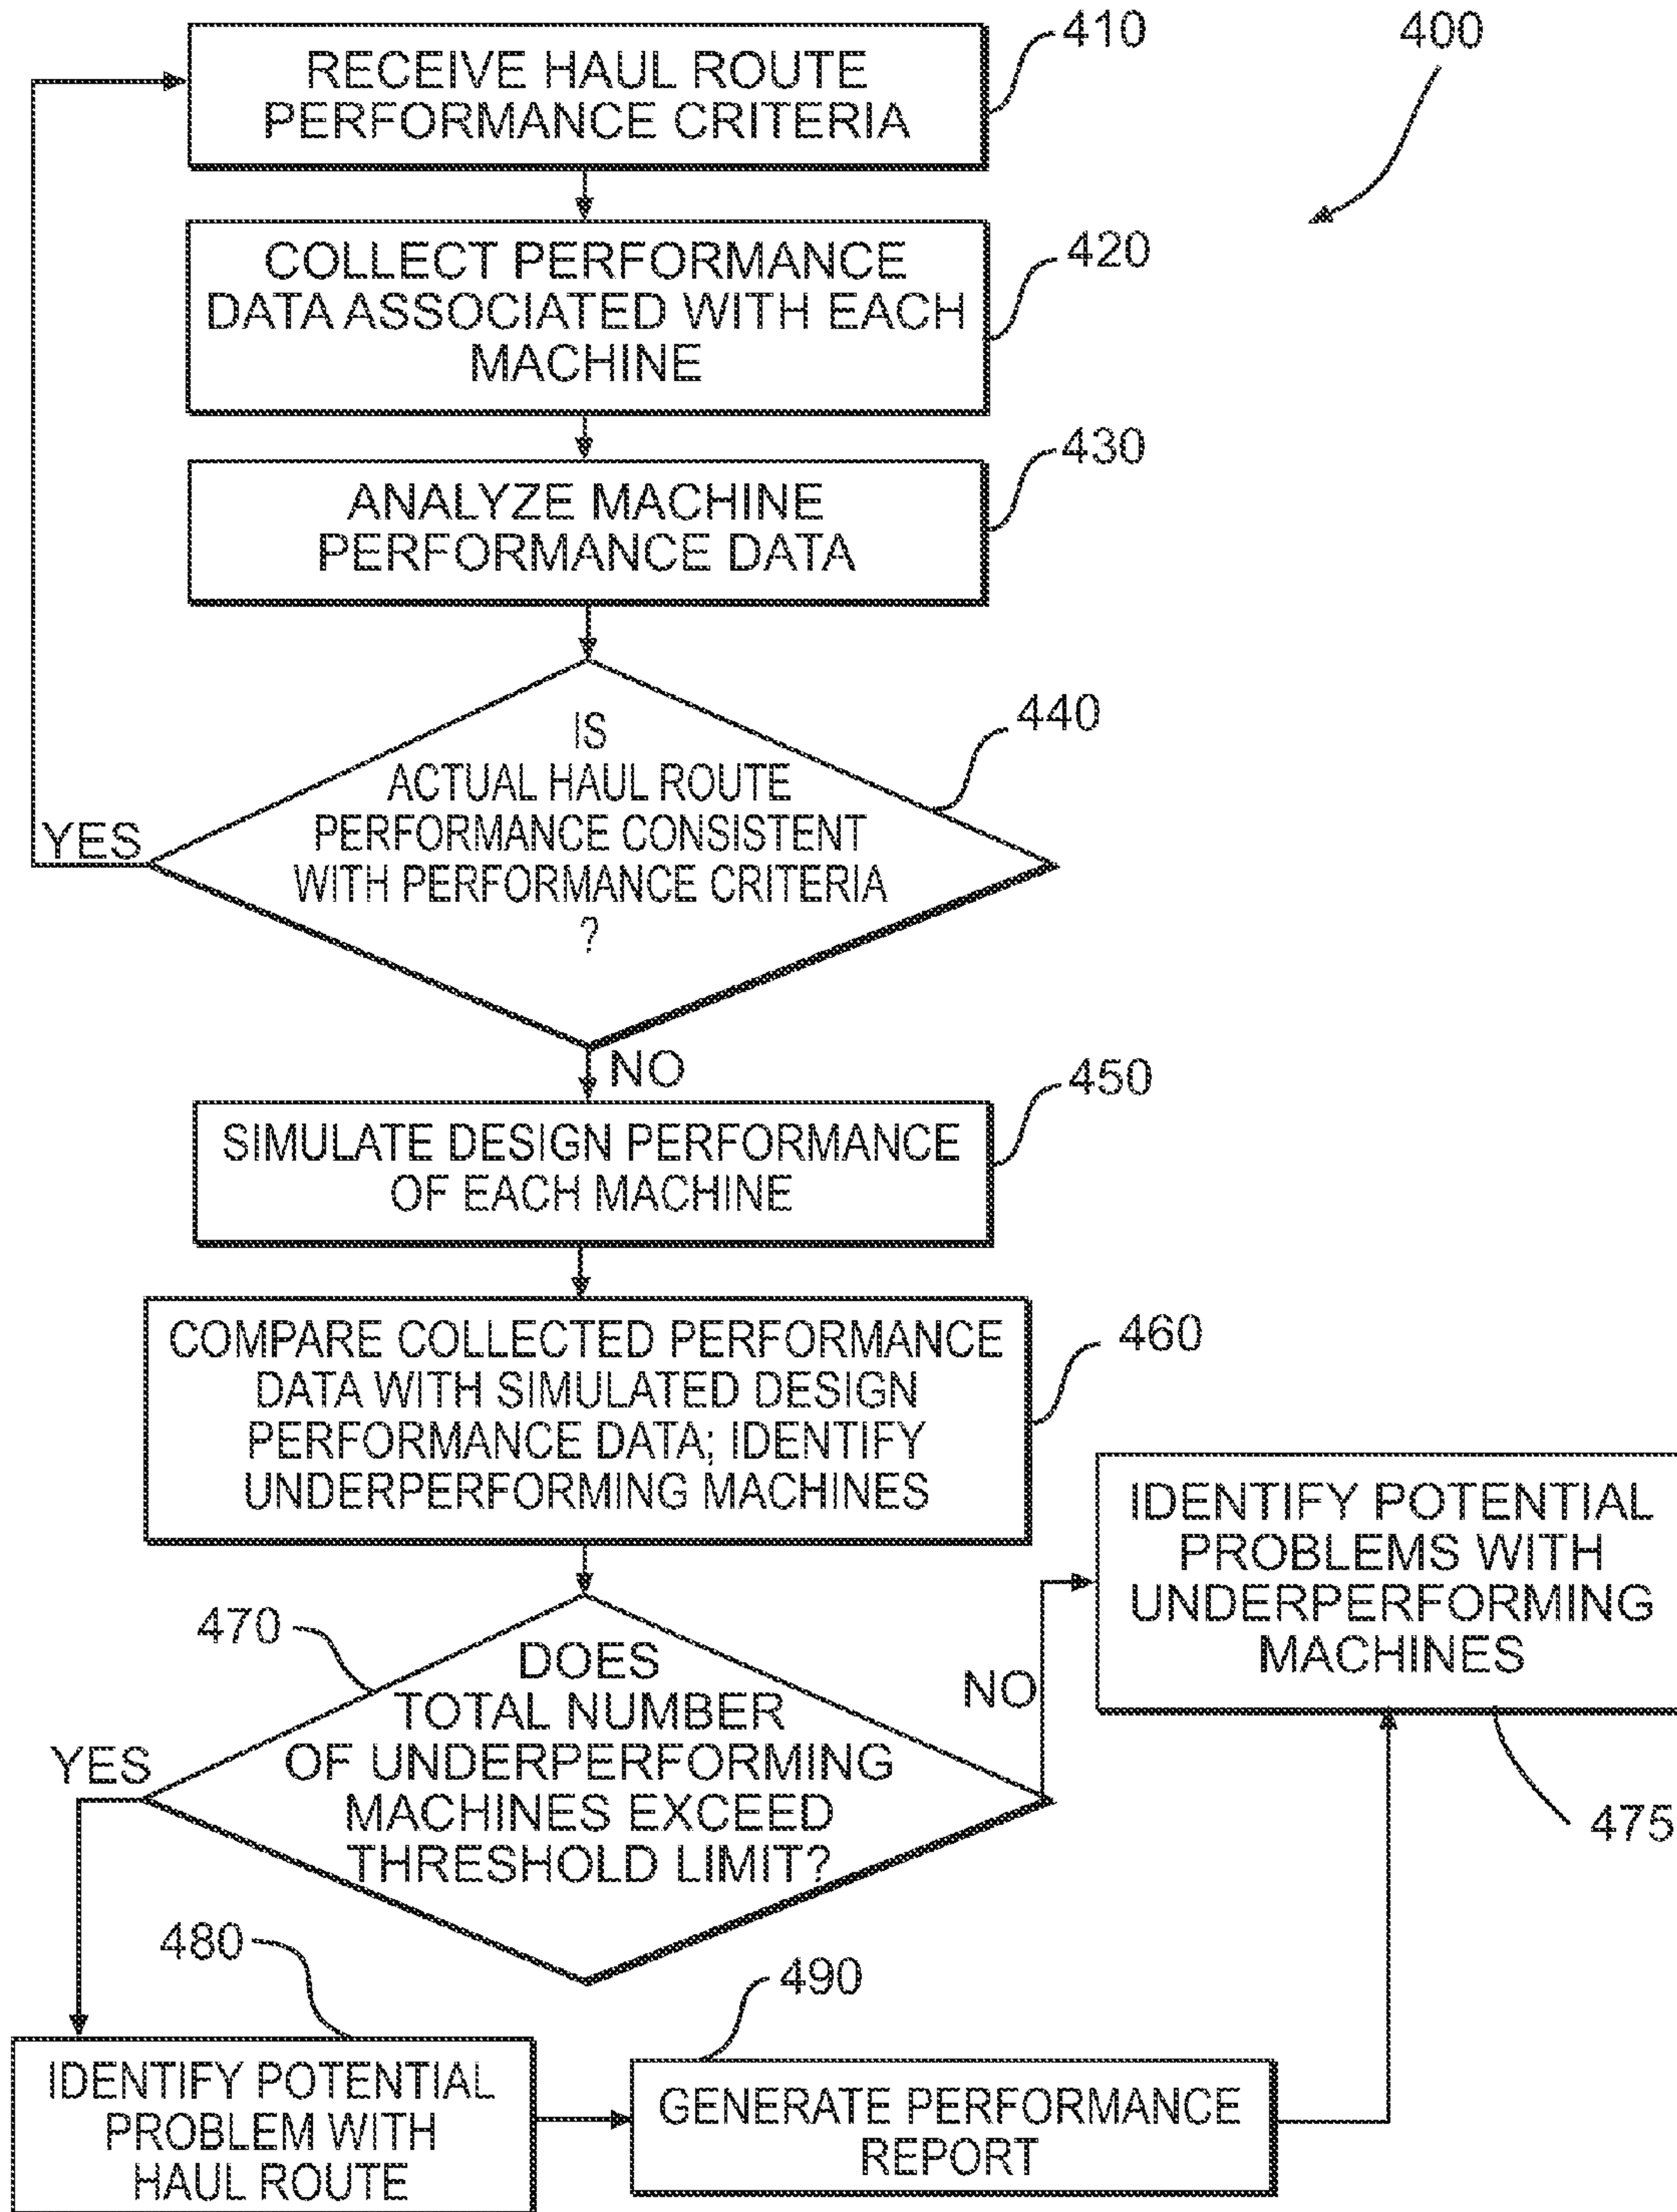 400
RECEIVE HAUL ROUTE
PERFORMANCE CRITERIA
410
COLLECT PERFORMANCE
DATA ASSOCIATED WITH EACH
MACHINE
420
ANALYZE MACHINE
PERFORMANCE DATA
430
IS
ACTUAL HAUL ROUTE
PERFORMANCE CONSISTENT
WITH PERFORMANCE CRITERIA
?
440
YES
NO
SIMULATE DESIGN PERFORMANCE
OF EACH MACHINE
450
COMPARE COLLECTED PERFORMANCE
DATA WITH SIMULATED DESIGN
PERFORMANCE DATA; IDENTIFY
UNDERPERFORMING MACHINES
460
470
DOES
TOTAL NUMBER
OF UNDERPERFORMING
MACHINES EXCEED
THRESHOLD LIMIT?
YES
NO
IDENTIFY POTENTIAL
PROBLEMS WITH
UNDERPERFORMING
MACHINES
475
480
IDENTIFY POTENTIAL
PROBLEM WITH
HAUL ROUTE
490
GENERATE PERFORMANCE
REPORT